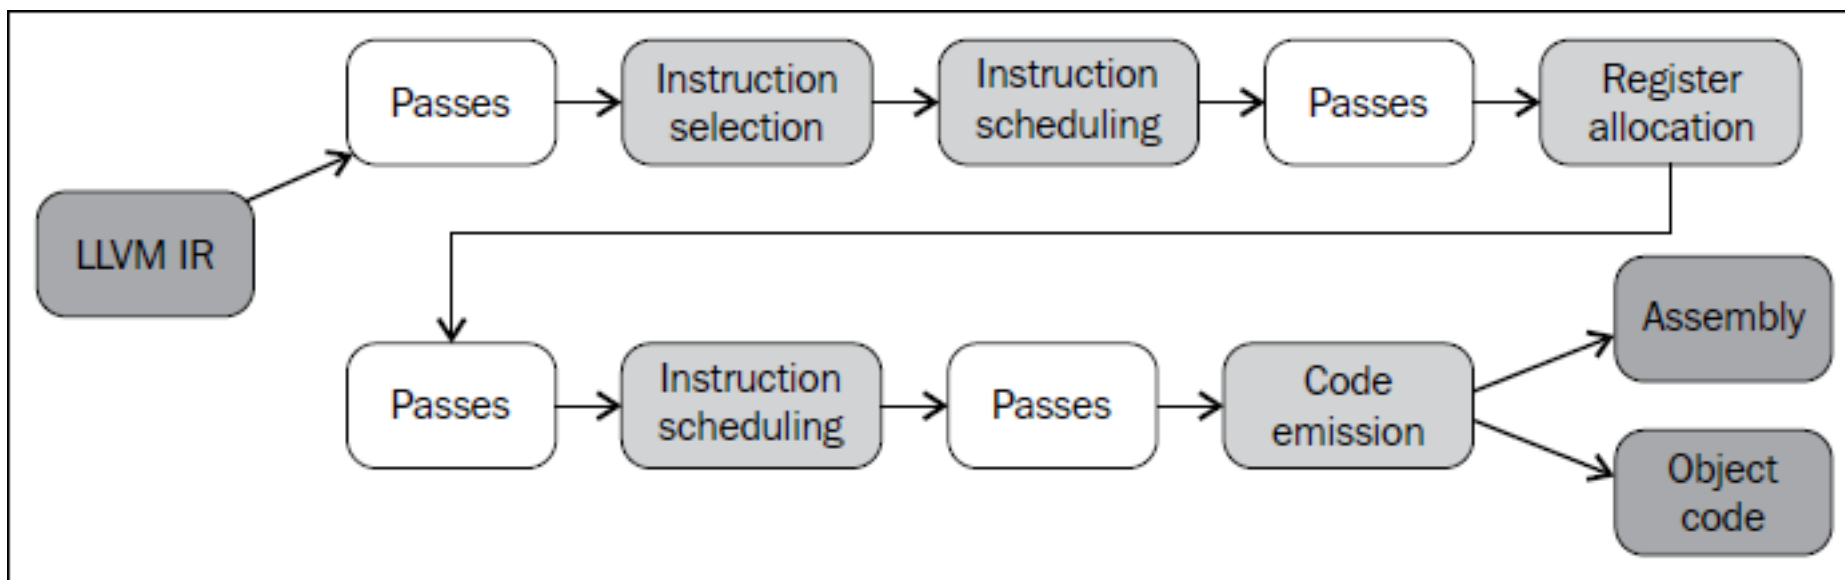 Passes
Instruction
selection
Instruction
scheduling
Passes
Register
allocation
LLVM IR
Passes
Instruction
scheduling
Passes
Code
emission
Assembly
Object
code